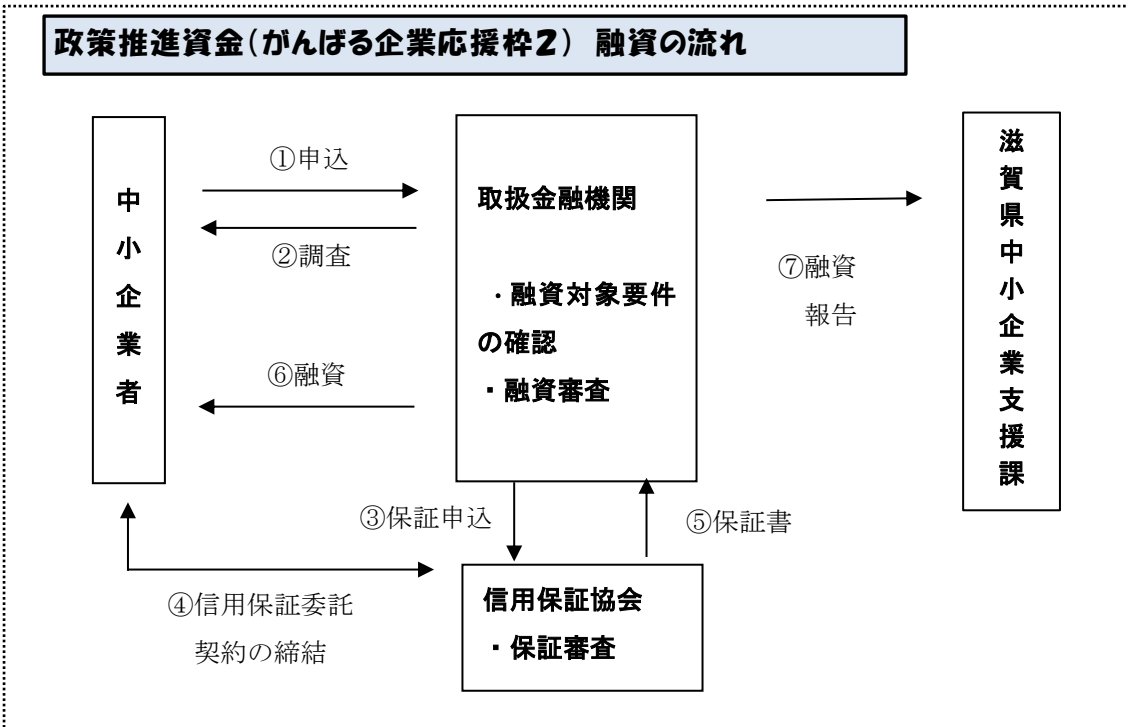 政策推進資金(がんばる企業応援枠2) 融資の流れ
中小企業者
①申込
②調査
⑥融資
取扱金融機関
・融資対象要件
の確認
・融資審査
⑦融資
報告
滋賀県中小企業支援課
③保証申込
⑤保証書
④信用保証委託
契約の締結
信用保証協会
・保証審査